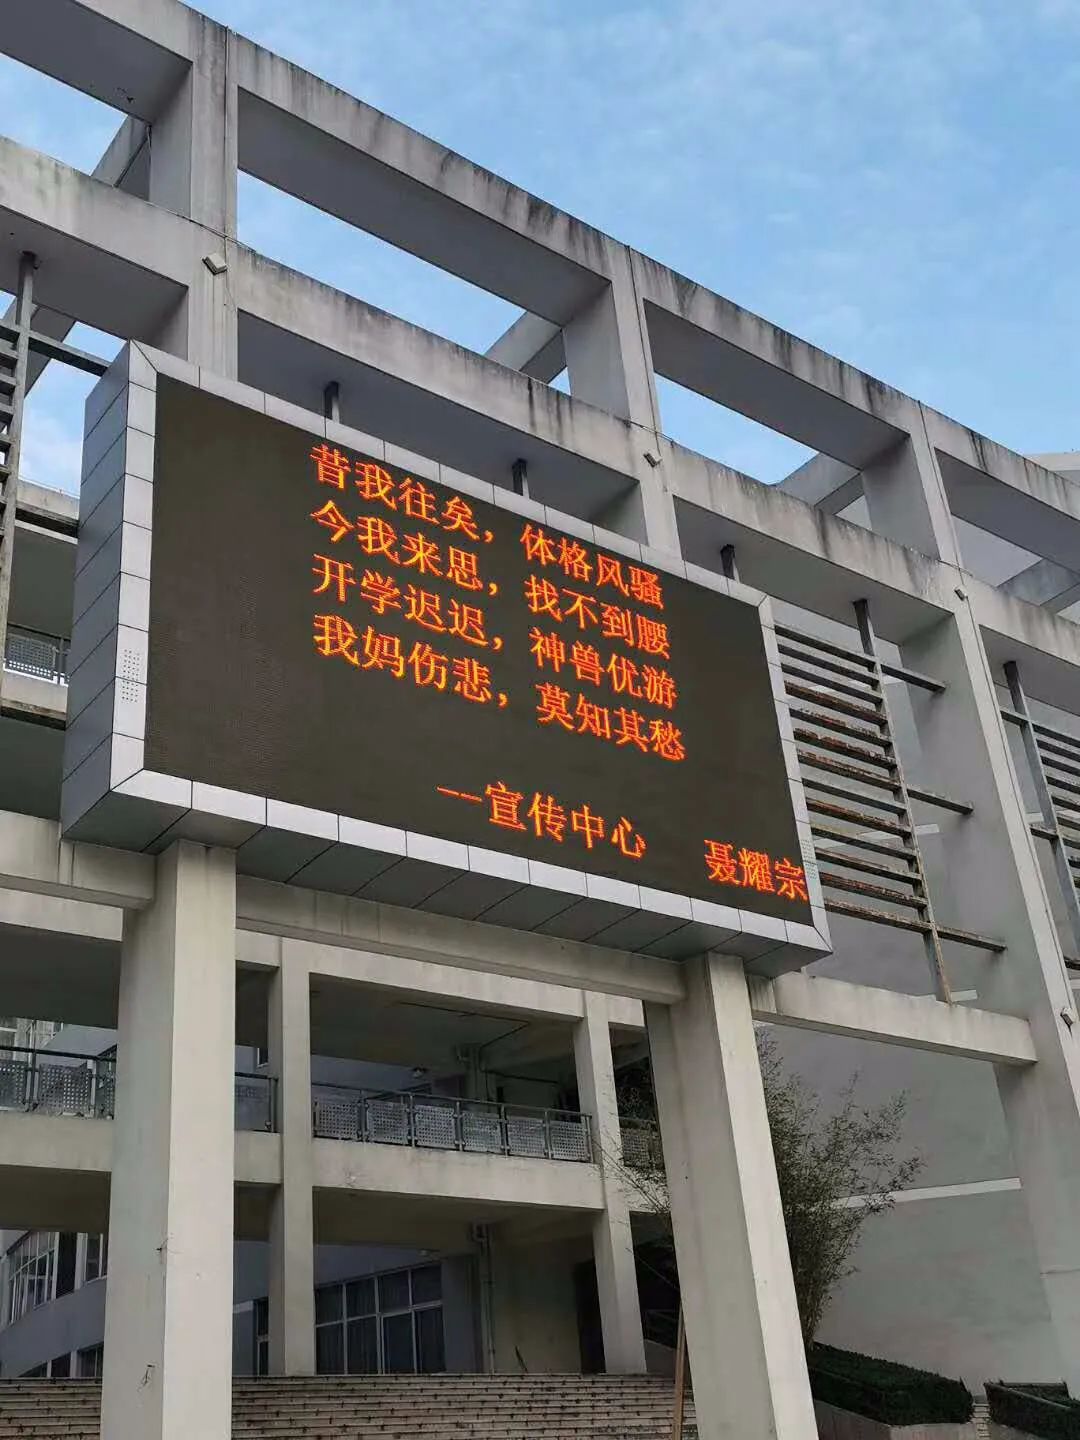 昔我往矣，体格风骚
今我来思，找不到腰
开学迟迟，神兽优游
我妈伤悲，莫知其愁
--宣传中心 聂耀宗